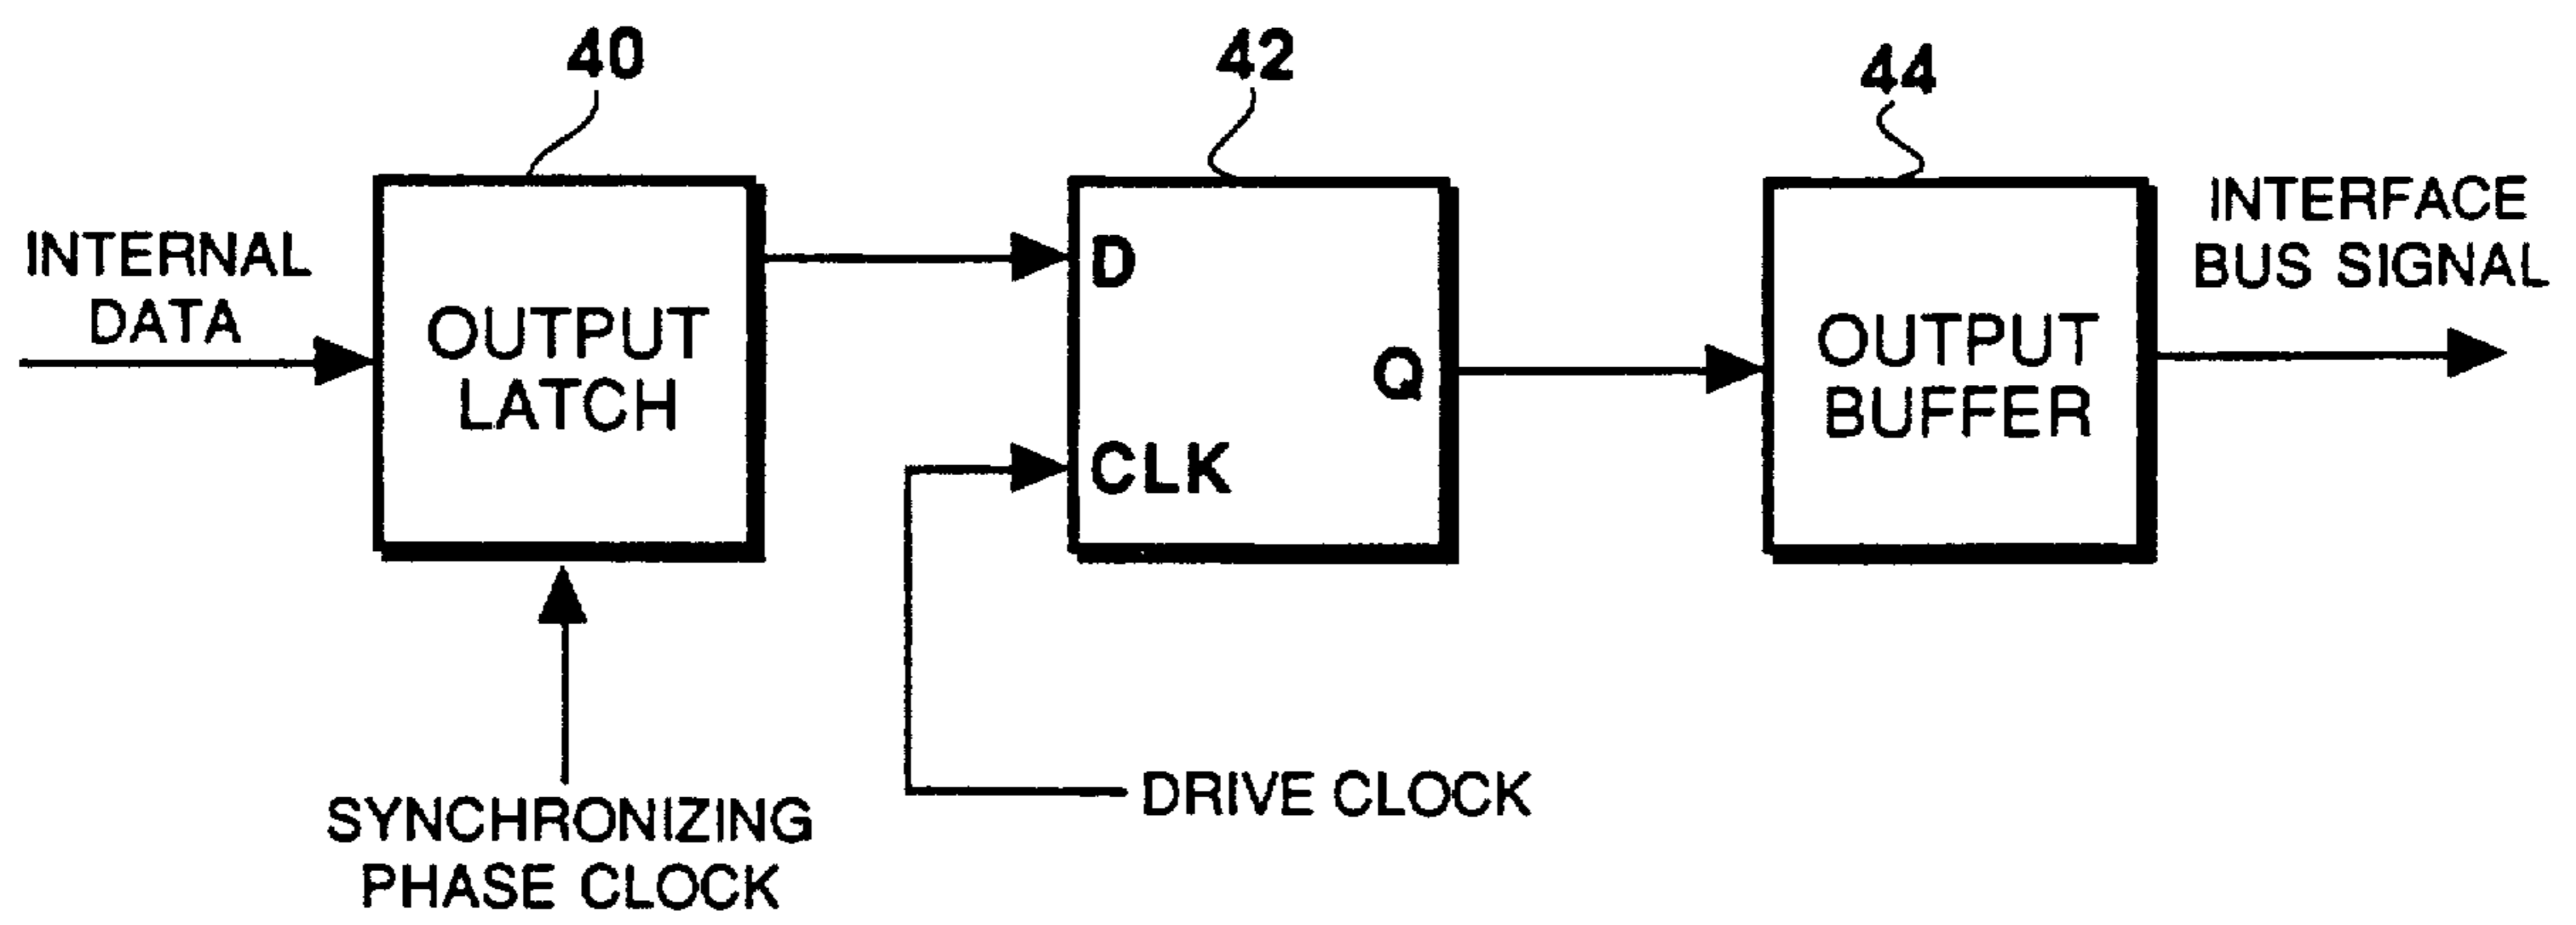 40
42
44
INTERNAL
DATA
OUTPUT
LATCH
D
Q
CLK
OUTPUT
BUFFER
INTERFACE
BUS SIGNAL
SYNCHRONIZING
PHASE CLOCK
DRIVE CLOCK